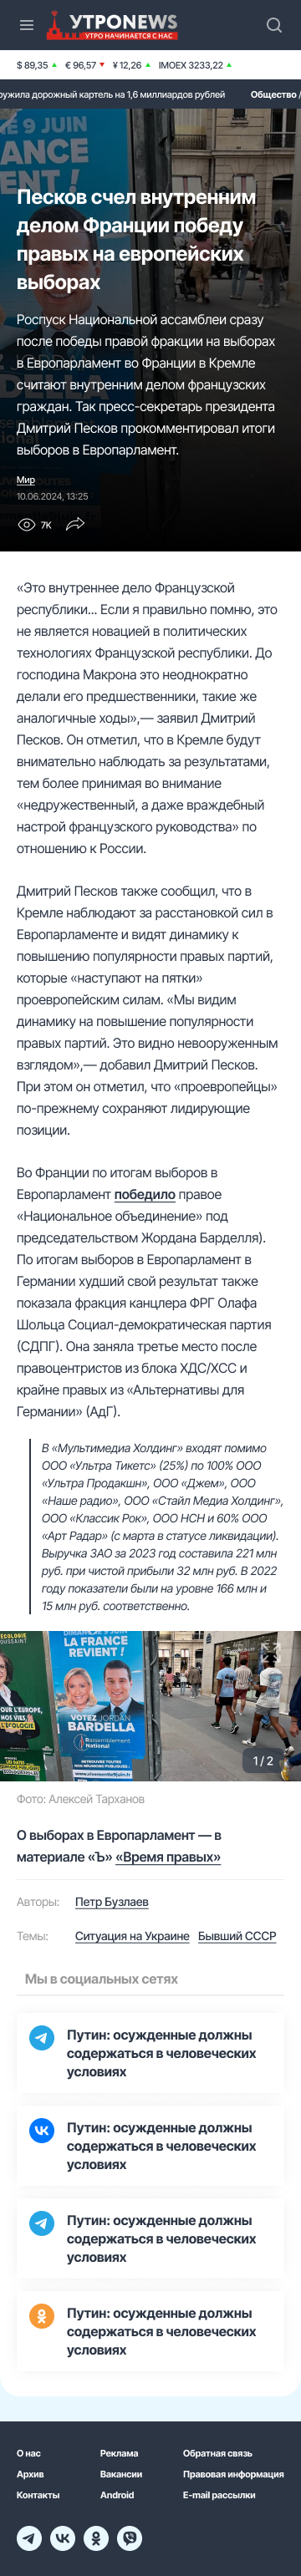 УТРОNEWS
УТРО НАЧИНАЕТСЯ С НАС
$ 89,35 € 96,57 ¥ 12,26 IMOEX 3233,22
дорожный картель на 1,6 миллиардов рублей Общество /
Песков счел внутренним
делом Франции победу
правых на европейских
выборах
Роспуск Национальной ассамблеи сразу
после победы правой фракции на выборах
в Европарламент во Франции в Кремле
считают внутренним делом французских
граждан. Так пресс-секретарь президента
Дмитрий Песков прокомментировал итоги
выборов в Европарламент.
Мир
10.06.2024, 13:25
7K
«Это внутреннее дело Французской
республики... Если я правильно помню, это
не является новацией в политических
технологиях Французской республики. До
господина Макрона это неоднократно
делали его предшественники, такие же
аналогичные ходы»,— заявил Дмитрий
Песков. Он отметил, что в Кремле будут
внимательно наблюдать за результатами,
тем более принимая во внимание
«недружественный, а даже враждебный
настрой французского руководства» по
отношению к России.
Дмитрий Песков также сообщил, что в
Кремле наблюдают за расстановкой сил в
Европарламенте и видят динамику к
повышению популярности правых партий,
которые «наступают на пятки»
проевропейским силам. «Мы видим
динамику на повышение популярности
правых партий. Это видно невооруженным
взглядом»,— добавил Дмитрий Песков.
При этом он отметил, что «проевропейцы»
по-прежнему сохраняют лидирующие
позиции.
Во Франции по итогам выборов в
Европарламент победило правое
«Национальное объединение» под
председательством Жордана Барделла).
По итогам выборов в Европарламент в
Германии худший свой результат также
показала фракция канцлера ФРГ Олафа
Шольца Социал-демократическая партия
(СДПГ). Она заняла третье место после
правоцентристов из блока ХДС/ХСС и
крайне правых из «Альтернативы для
Германии» (АдГ).
В «Мультимедиа Холдинг» входят помимо
ООО «Ультра Тикетс» (25%) по 100% ООО
«Ультра Продакшн», ООО «Джем», ООО
«Наше радио», ООО «Стайл Медиа Холдинг»,
ООО «Классик Рок», ООО НСН и 60% ООО
«Арт Радар» (с марта в статусе ликвидации).
Выручка ЗАО за 2023 год составила 221 млн
руб. при чистой прибыли 32 млн руб. В 2022
году показатели были на уровне 166 млн и
15 млн руб. соответственно.
LA FRANCE
REVIENT !
VOTEZ JORDAN
BARDELLA
Rassemblement
National
1 / 2
Фото: Алексей Тарханов
О выборах в Европарламент — в
материале «Ъ» «Время правых»
Авторы: Петр Бузлаев
Темы: Ситуация на Украине Бывший СССР
Мы в социальных сетях
Путин: осужденные должны
содержаться в человеческих
условиях
Путин: осужденные должны
содержаться в человеческих
условиях
Путин: осужденные должны
содержаться в человеческих
условиях
Путин: осужденные должны
содержаться в человеческих
условиях
О нас Реклама Обратная связь
Архив Вакансии Правовая информация
Контакты Android E-mail рассылки